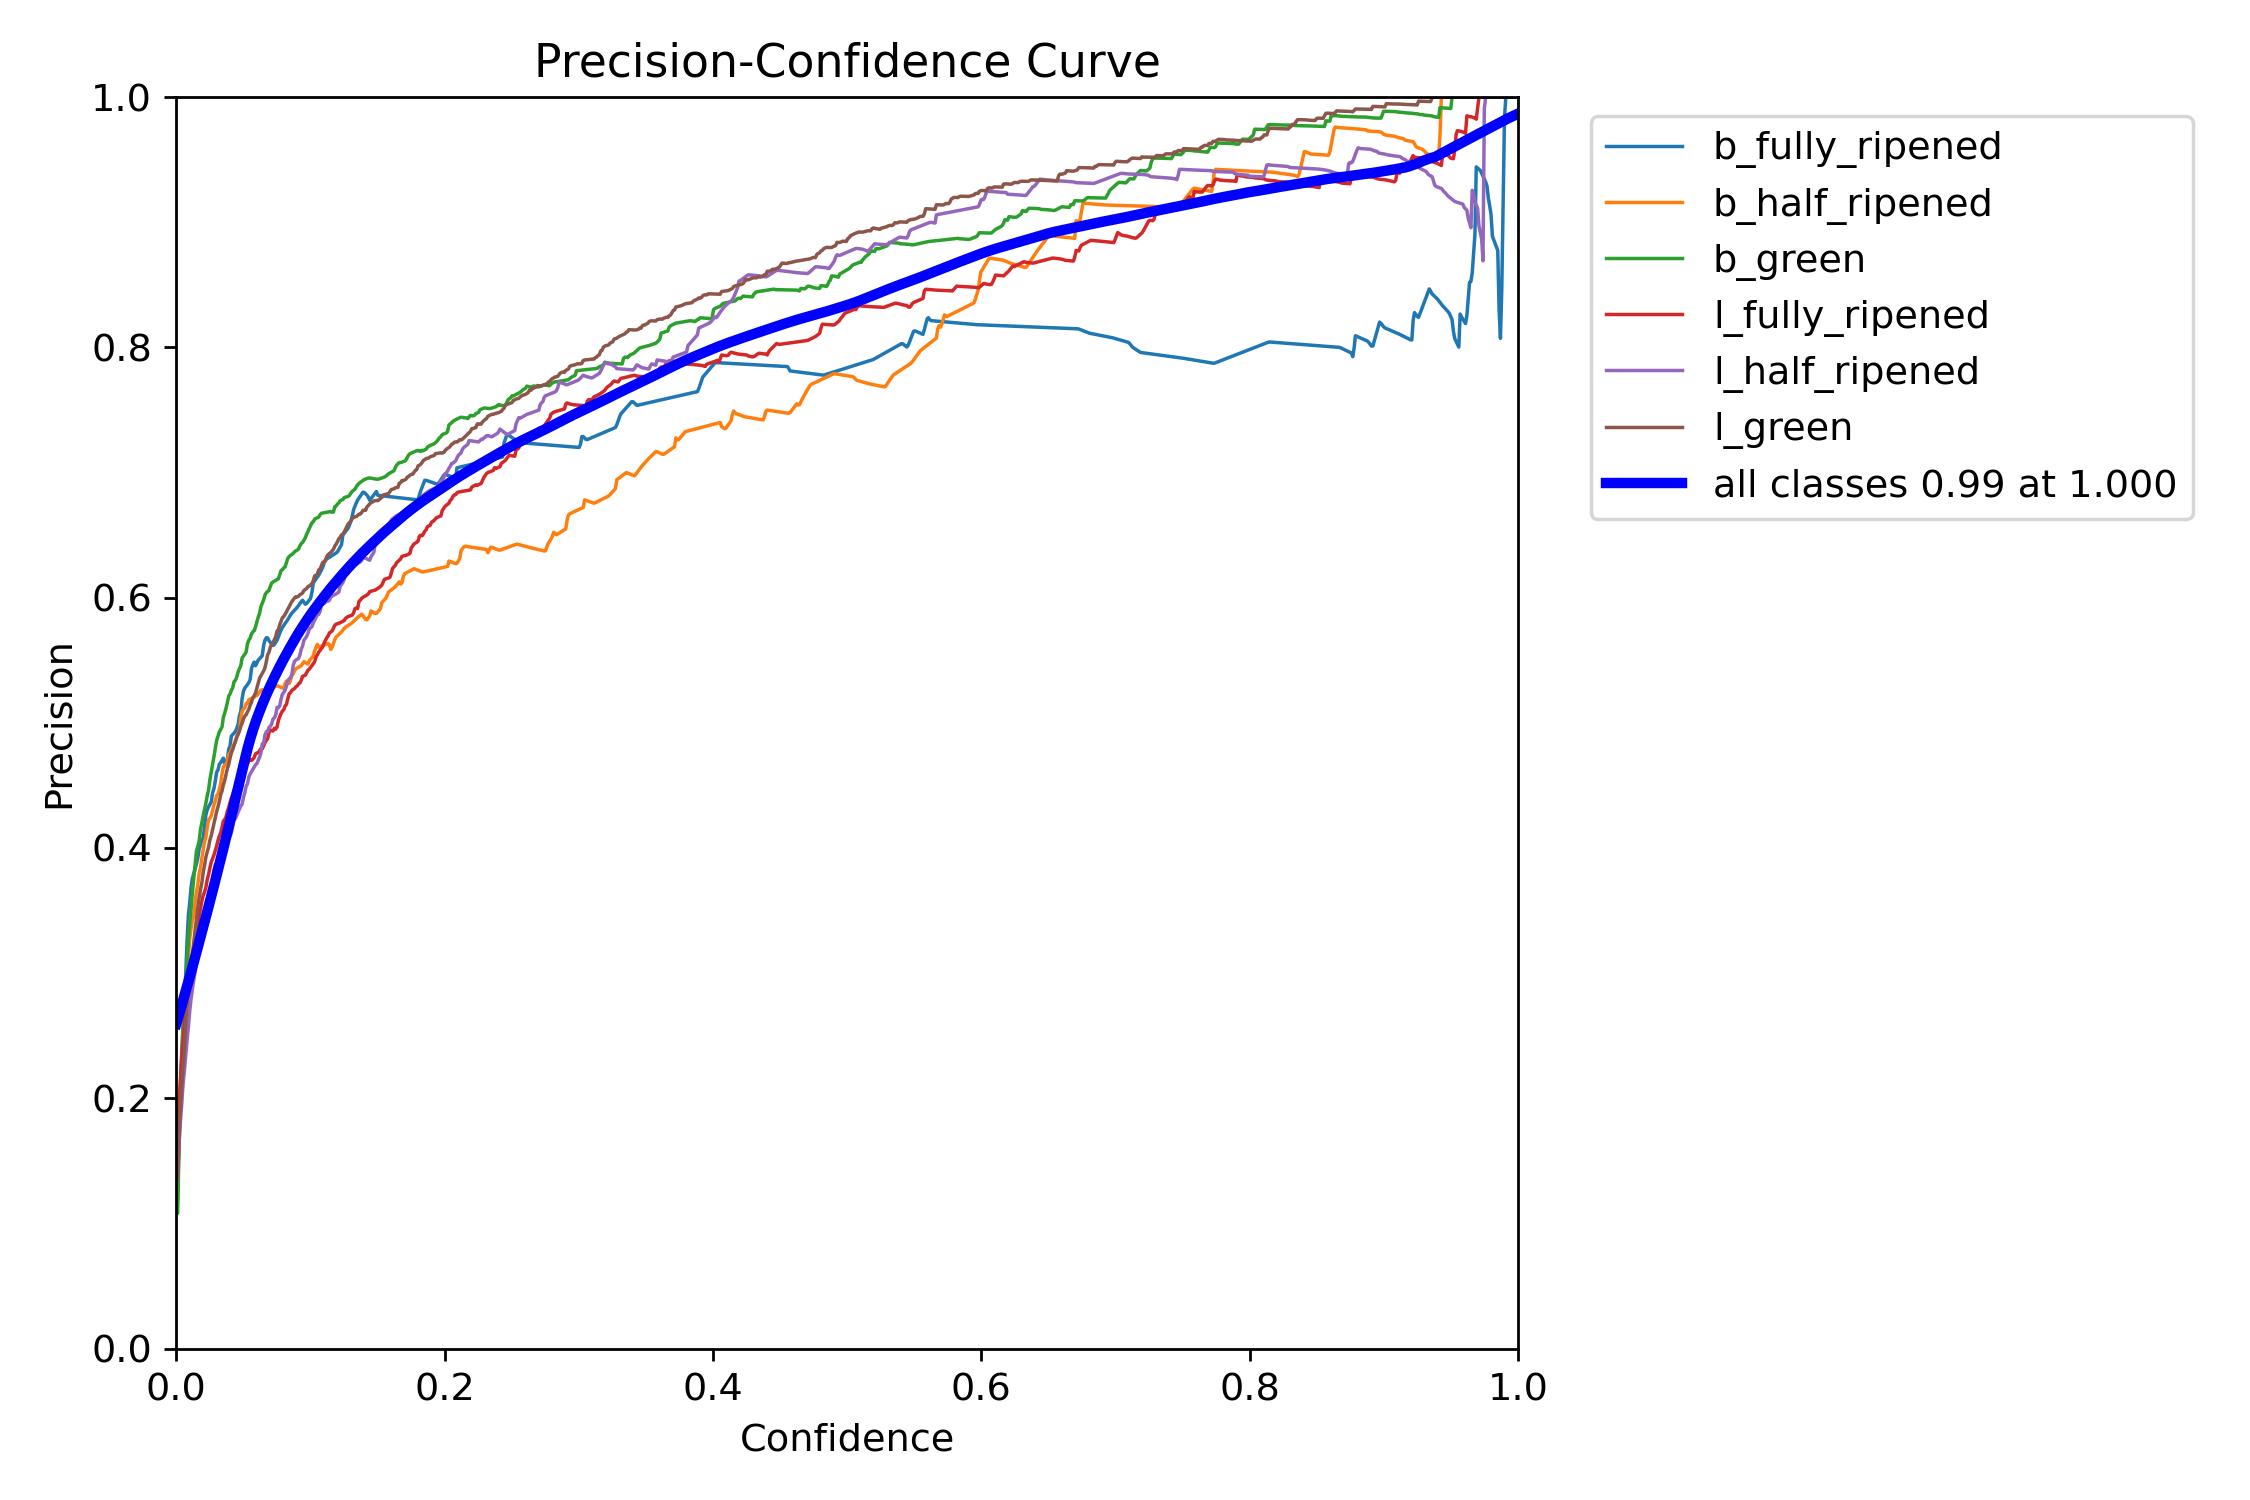 Precision-Confidence Curve
1.0
0.8
0.6
0.4
0.2
0.0
Precision
0.0 0.2 0.4 0.6 0.8 1.0
Confidence
b_fully_ripened
b_half_ripened
b_green
l_fully_ripened
l_half_ripened
l_green
all classes 0.99 at 1.000